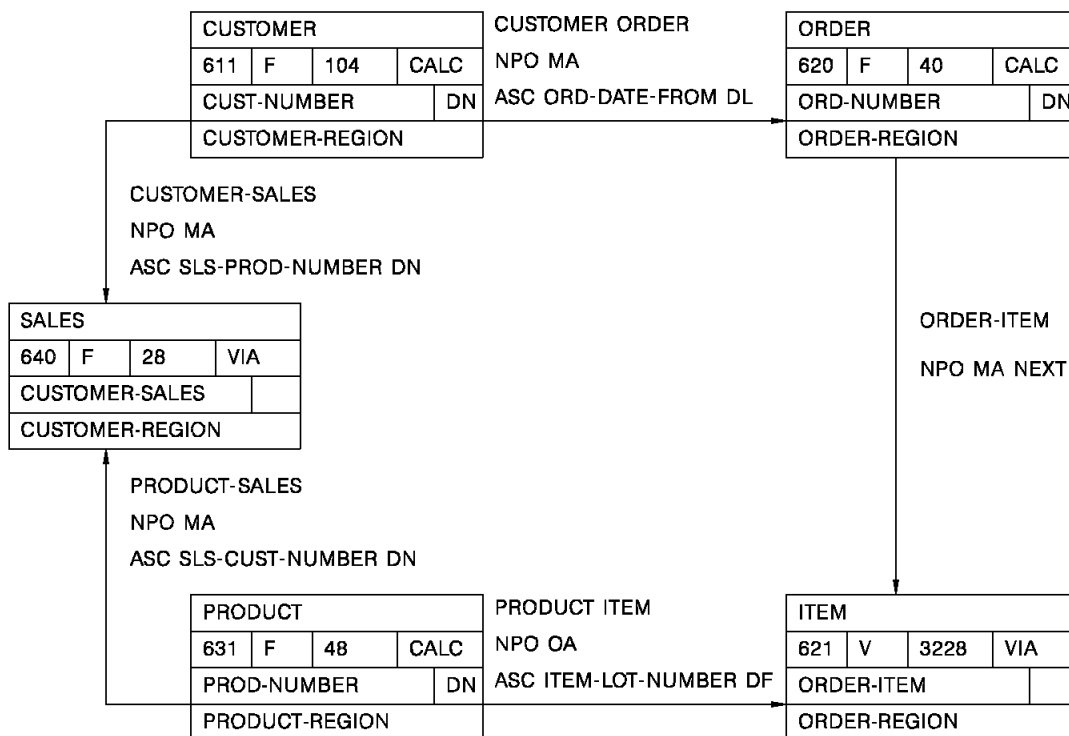 CUSTOMER
611 F 104 CALC
CUST-NUMBER DN
CUSTOMER-REGION
CUSTOMER ORDER
NPO MA
ASC ORD-DATE-FROM DL
ORDER
620 F 40 CALC
ORD-NUMBER DN
ORDER-REGION
CUSTOMER-SALES
NPO MA
ASC SLS-PROD-NUMBER DN
SALES
640 F 28 VIA
CUSTOMER-SALES
CUSTOMER-REGION
ORDER-ITEM
NPO MA NEXT
PRODUCT-SALES
NPO MA
ASC SLS-CUST-NUMBER DN
PRODUCT
631 F 48 CALC
PROD-NUMBER DN
PRODUCT-REGION
PRODUCT ITEM
NPO OA
ASC ITEM-LOT-NUMBER DF
ITEM
621 V 3228 VIA
ORDER-ITEM
ORDER-REGION